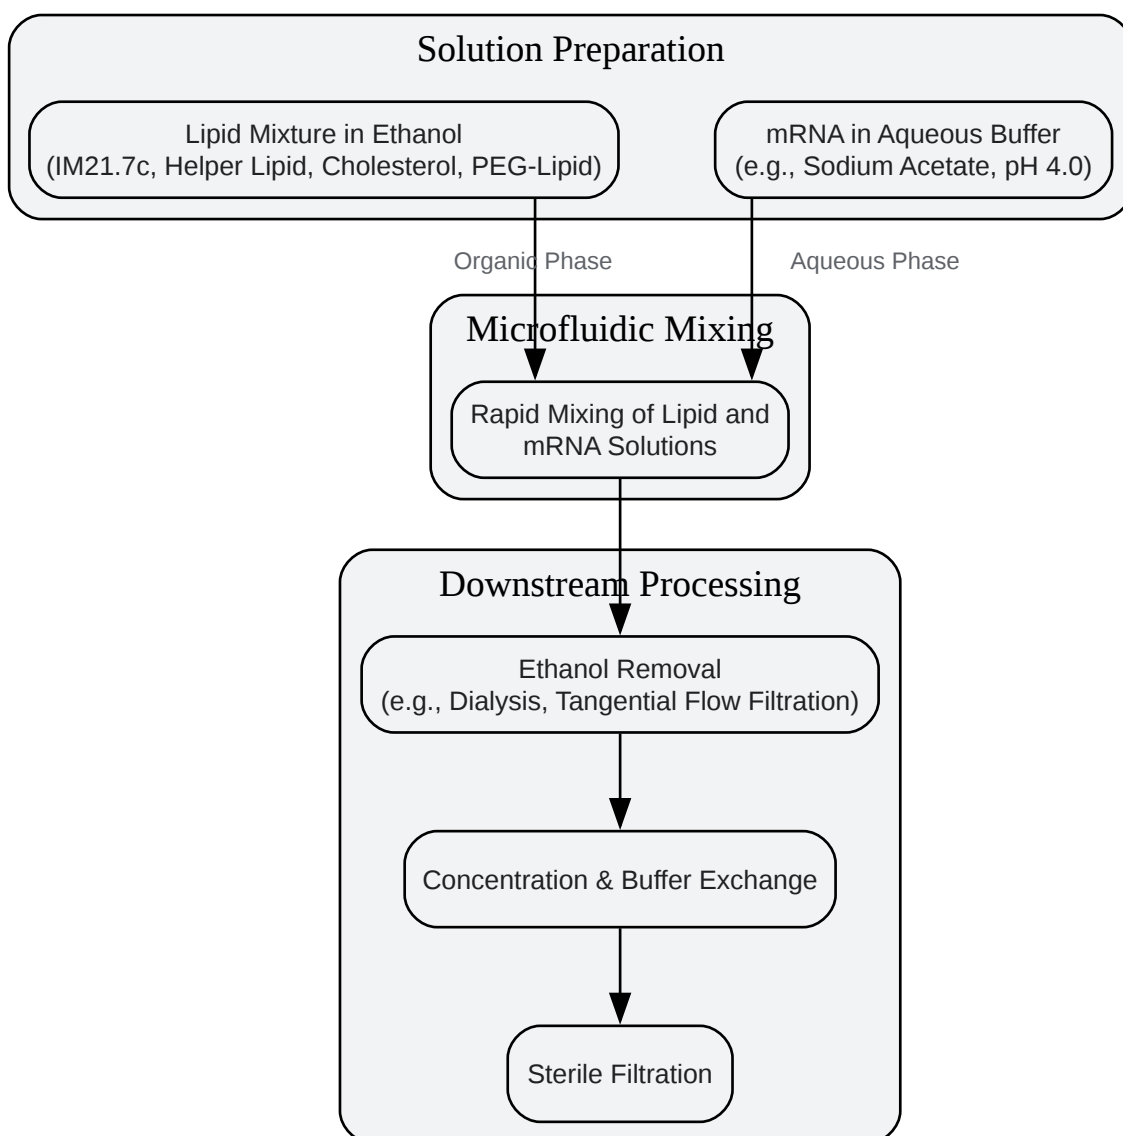 Solution Preparation
Lipid Mixture in Ethanol
(IM21.7c, Helper Lipid, Cholesterol, PEG-Lipid)
mRNA in Aqueous Buffer
(e.g., Sodium Acetate, pH 4.0)
Organic Phase
Aqueous Phase
Microfluidic Mixing
Rapid Mixing of Lipid and
mRNA Solutions
Downstream Processing
Ethanol Removal
(e.g., Dialysis, Tangential Flow Filtration)
Concentration & Buffer Exchange
Sterile Filtration